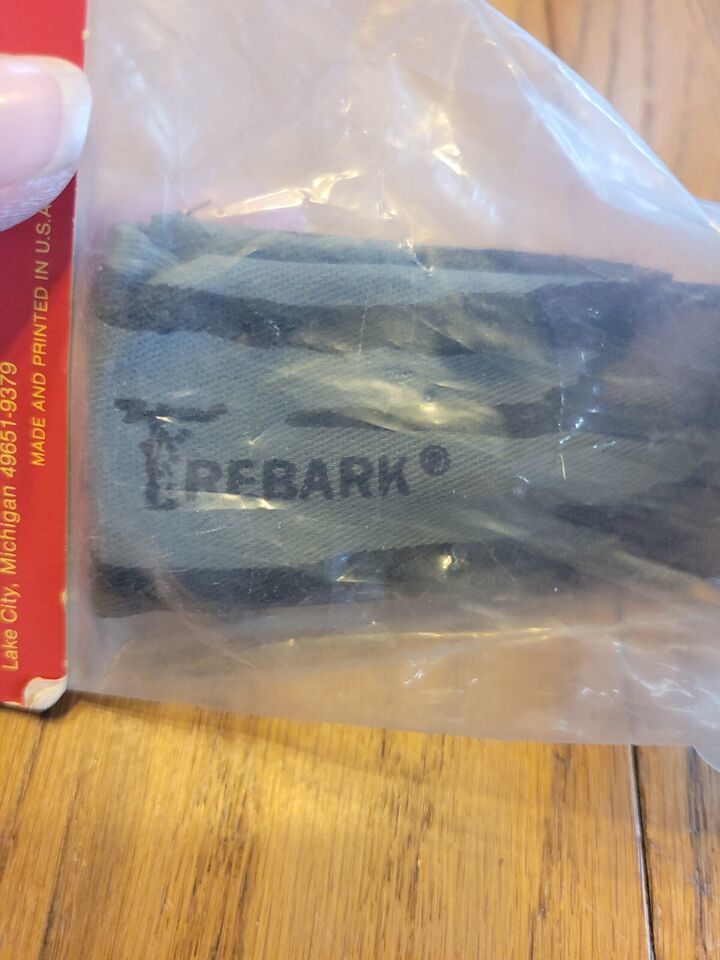 Lake City, Michigan 49651-9379
MADE AND PRINTED IN U.S.A
TREBARK®